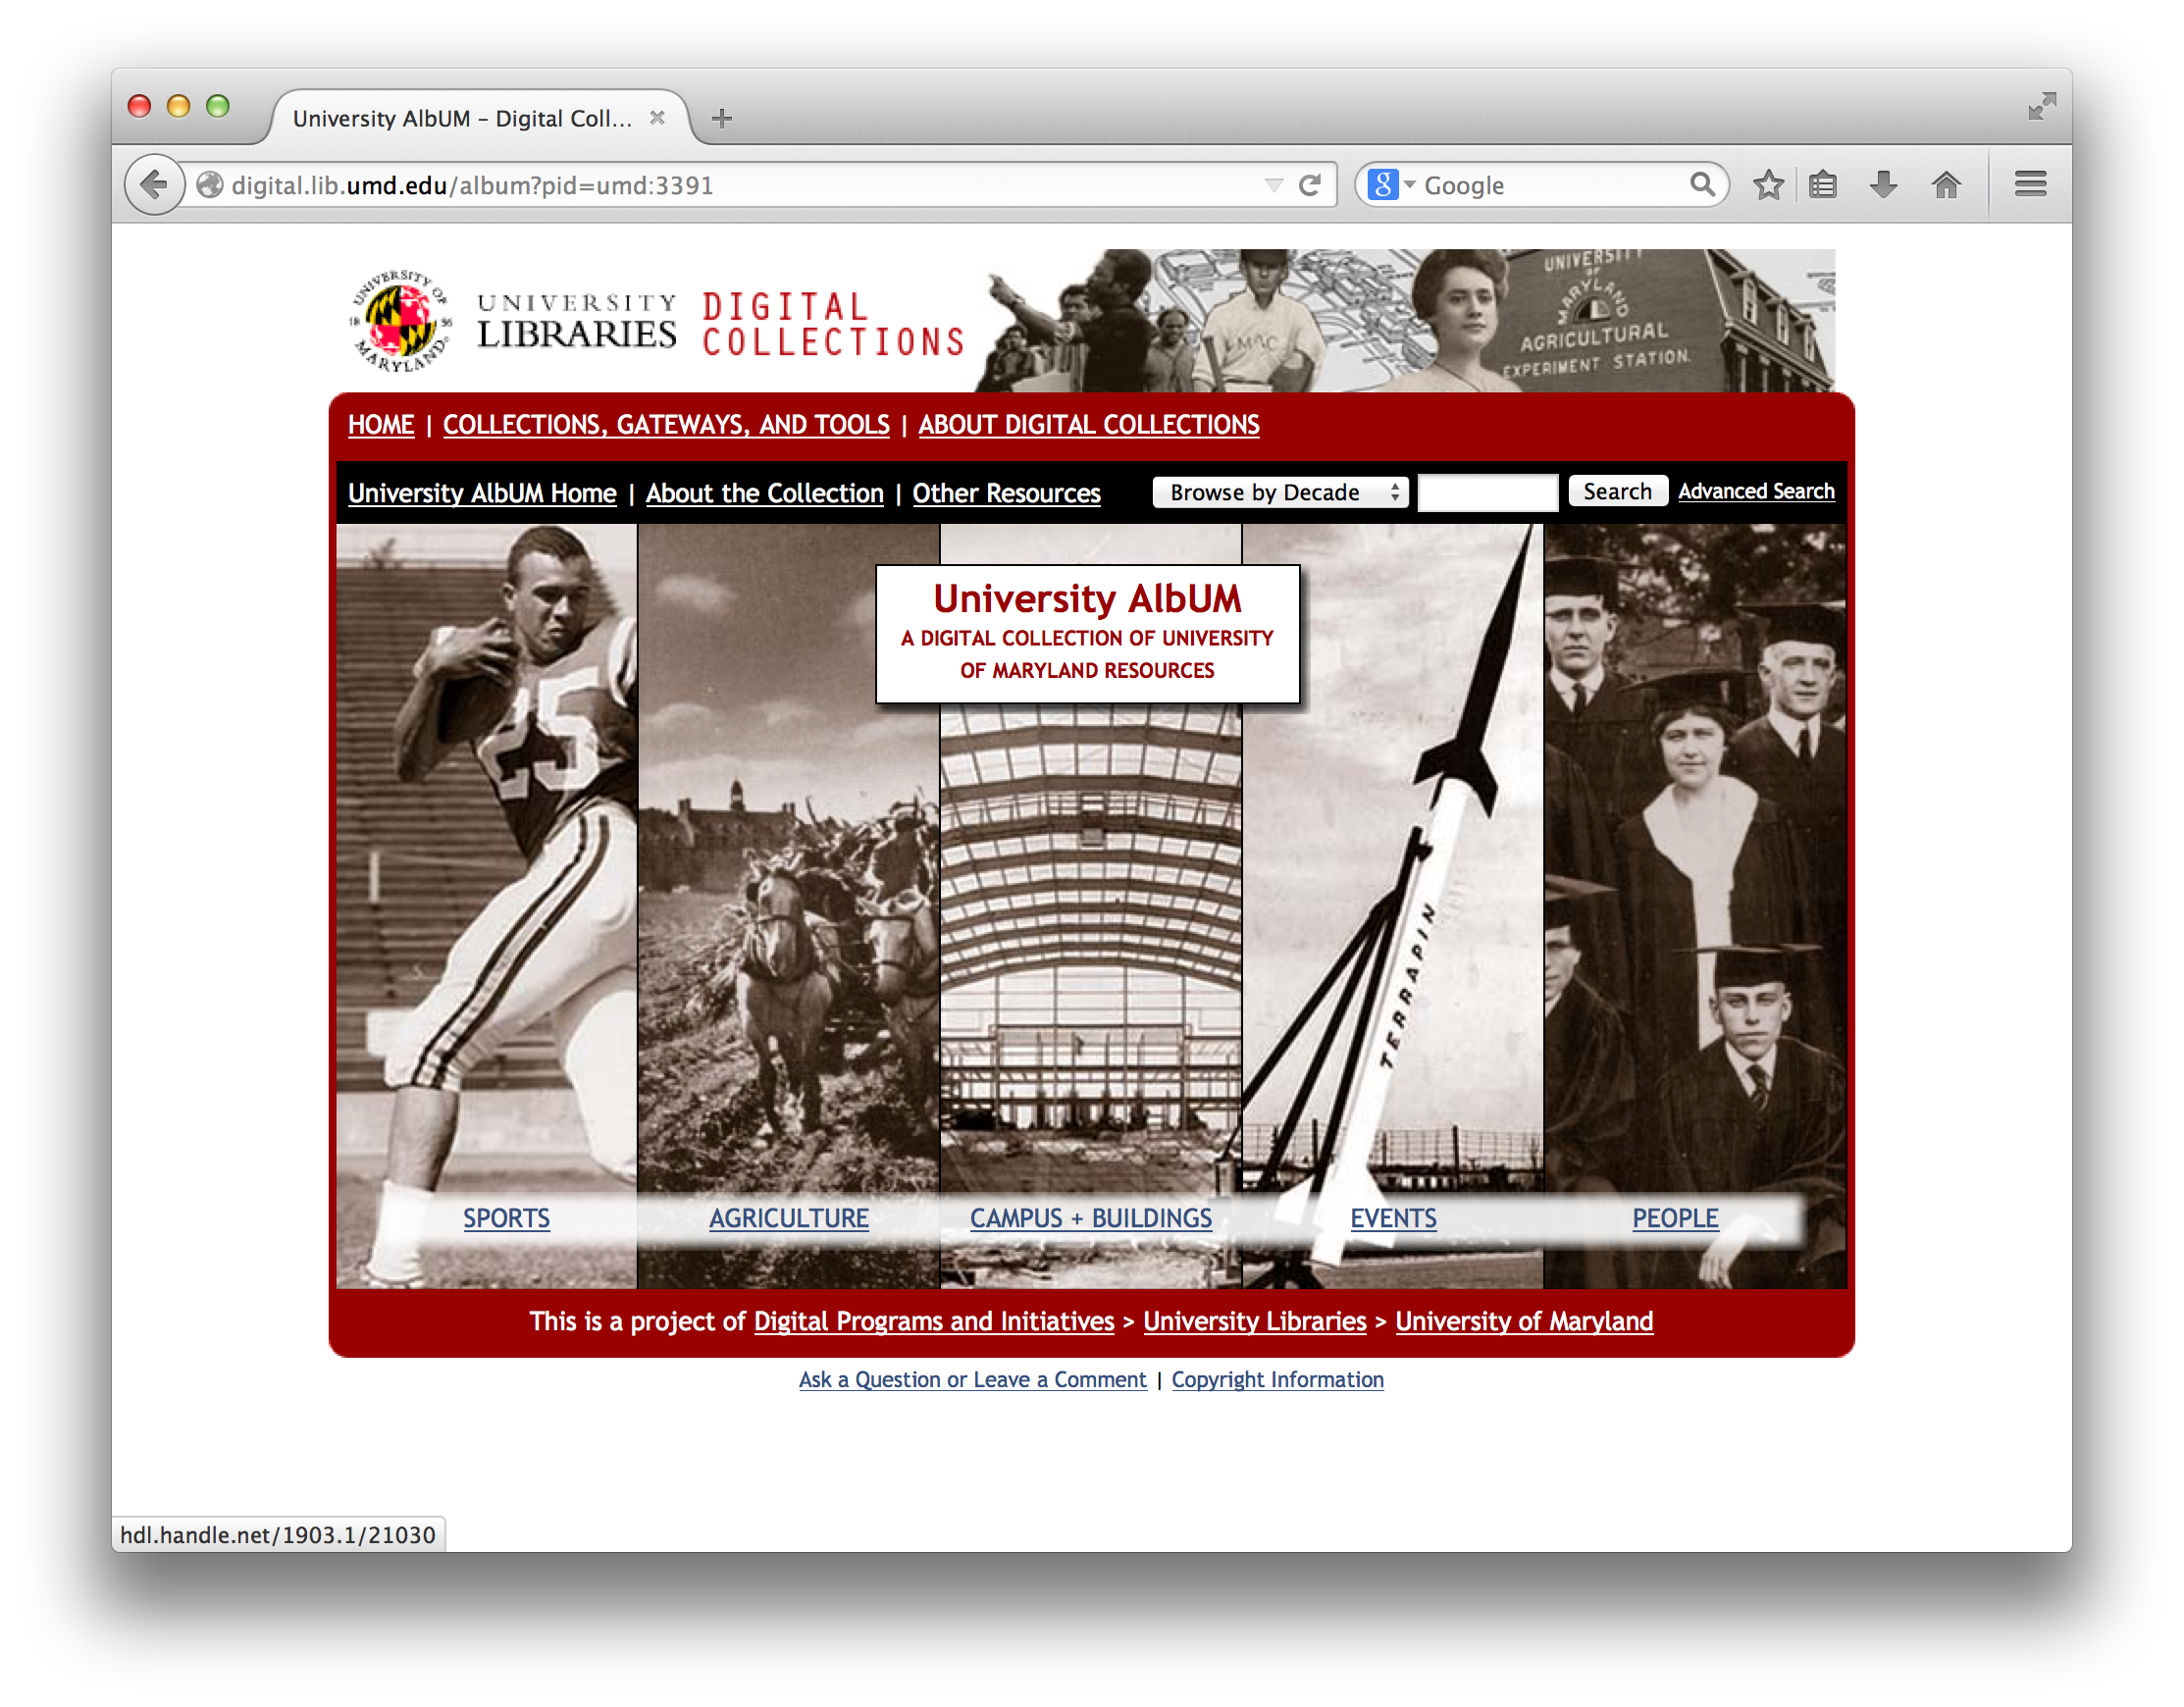 University AlbUM – Digital Coll...
digital.lib.umd.edu/album?pid=umd:3391
Google
UNIVERSITY OF MARYLAND
18 56
UNIVERSITY
LIBRARIES
DIGITAL
COLLECTIONS
MAC
UNIVERSITY
OF
MARYLAND
AGRICULTURAL
EXPERIMENT STATION.
HOME | COLLECTIONS, GATEWAYS, AND TOOLS | ABOUT DIGITAL COLLECTIONS
University AlbUM Home | About the Collection | Other Resources
Browse by Decade
Search
Advanced Search
University AlbUM
A DIGITAL COLLECTION OF UNIVERSITY
OF MARYLAND RESOURCES
25
TERRAPIN
SPORTS
AGRICULTURE
CAMPUS + BUILDINGS
EVENTS
PEOPLE
This is a project of Digital Programs and Initiatives > University Libraries > University of Maryland
Ask a Question or Leave a Comment | Copyright Information
hdl.handle.net/1903.1/21030